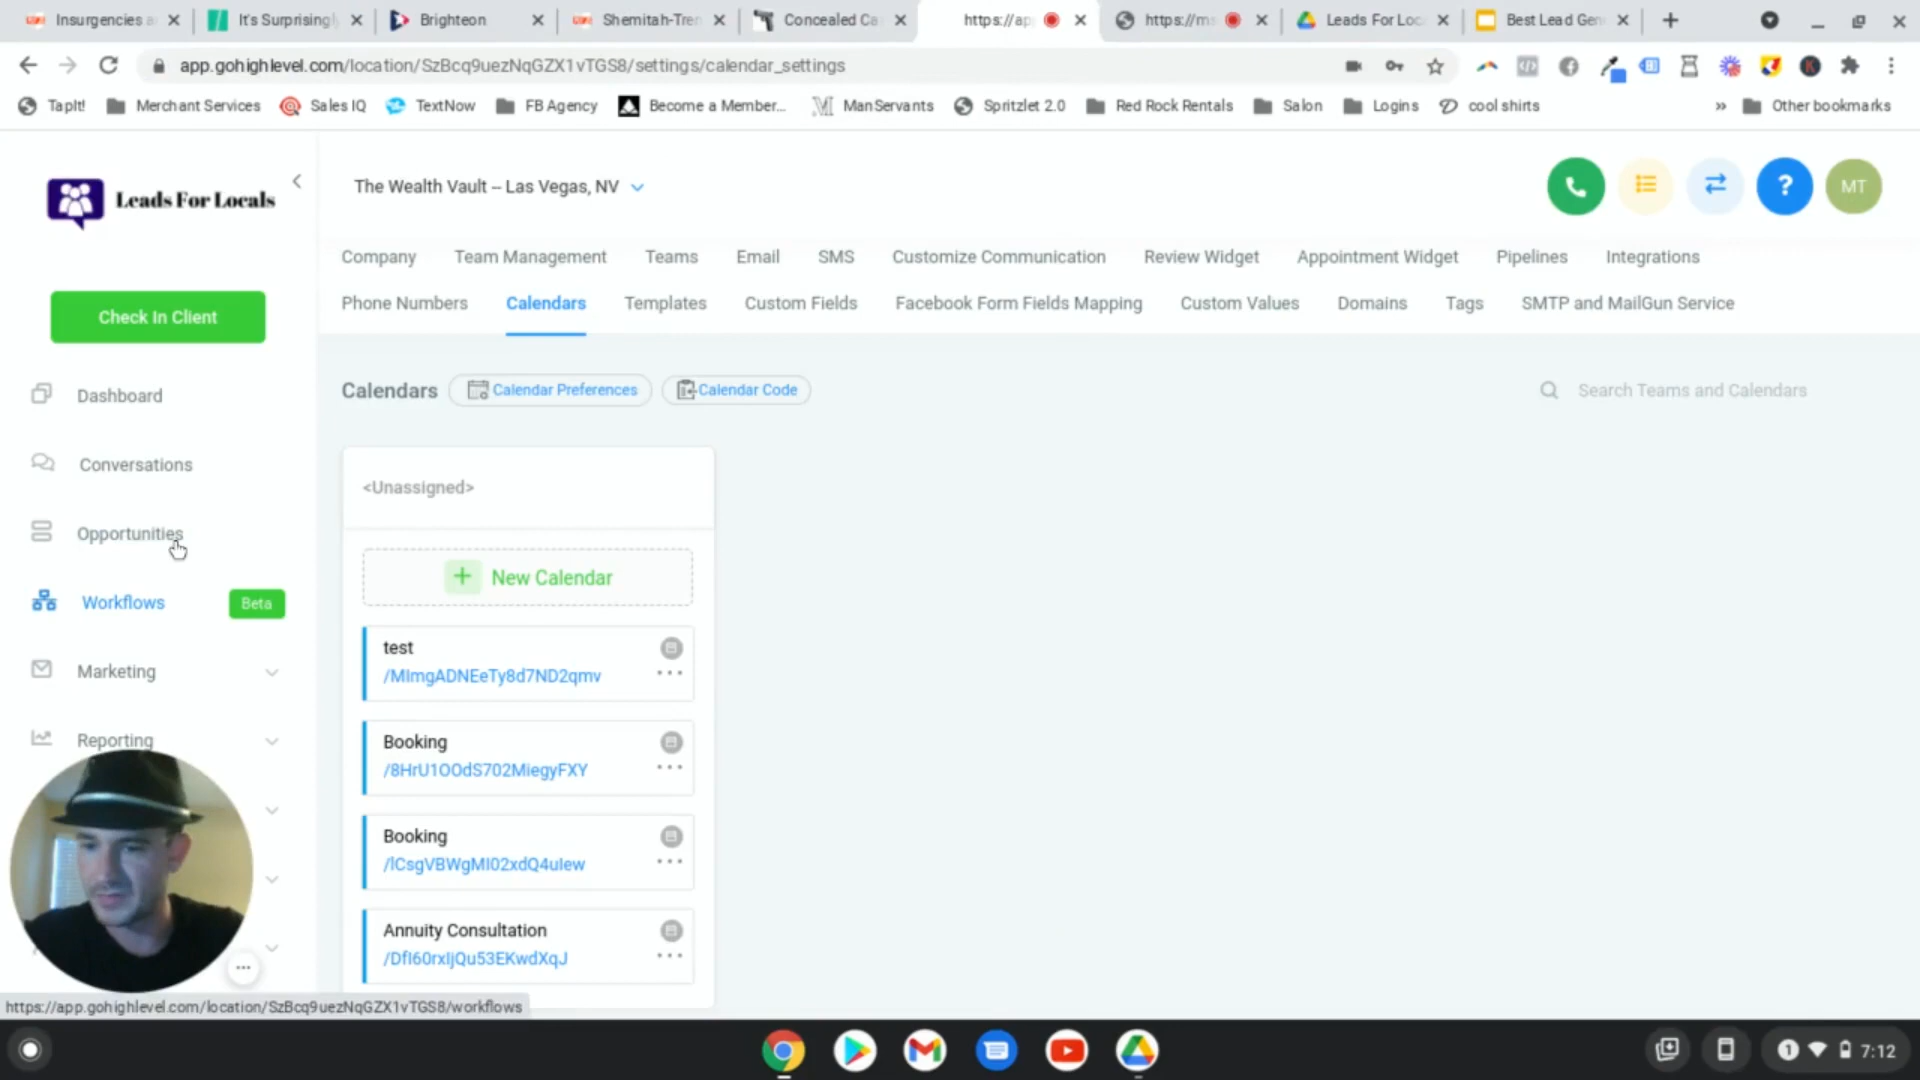 Insurgencies a
It's Surprisingly
Brighteon
Shemitah-Tren
Concealed Ca
https://ap
https://m
Leads For Loc
Best Lead Gen
app.gohighlevel.com/location/SzBcq9uezNqGZX1vTGS8/settings/calendar_settings
TapIt!
Merchant Services
Sales IQ
TextNow
FB Agency
Become a Member...
ManServants
Spritzlet 2.0
Red Rock Rentals
Salon
Logins
cool shirts
»
Other bookmarks
Leads For Locals
The Wealth Vault – Las Vegas, NV
?
MT
Company
Team Management
Teams
Email
SMS
Customize Communication
Review Widget
Appointment Widget
Pipelines
Integrations
Phone Numbers
Calendars
Templates
Custom Fields
Facebook Form Fields Mapping
Custom Values
Domains
Tags
SMTP and MailGun Service
Check In Client
Dashboard
Conversations
Opportunities
Workflows
Beta
Marketing
Reporting
Calendars
Calendar Preferences
Calendar Code
Search Teams and Calendars
<Unassigned>
+ New Calendar
test
/MImgADNEeTy8d7ND2qmv
Booking
/8HrU1OOdS702MiegyFXY
Booking
/lCsgVBWgMI02xdQ4uIew
Annuity Consultation
/DfI60rxIjQu53EKwdXqJ
https://app.gohighlevel.com/location/SzBcq9uezNqGZX1vTGS8/workflows
1
7:12